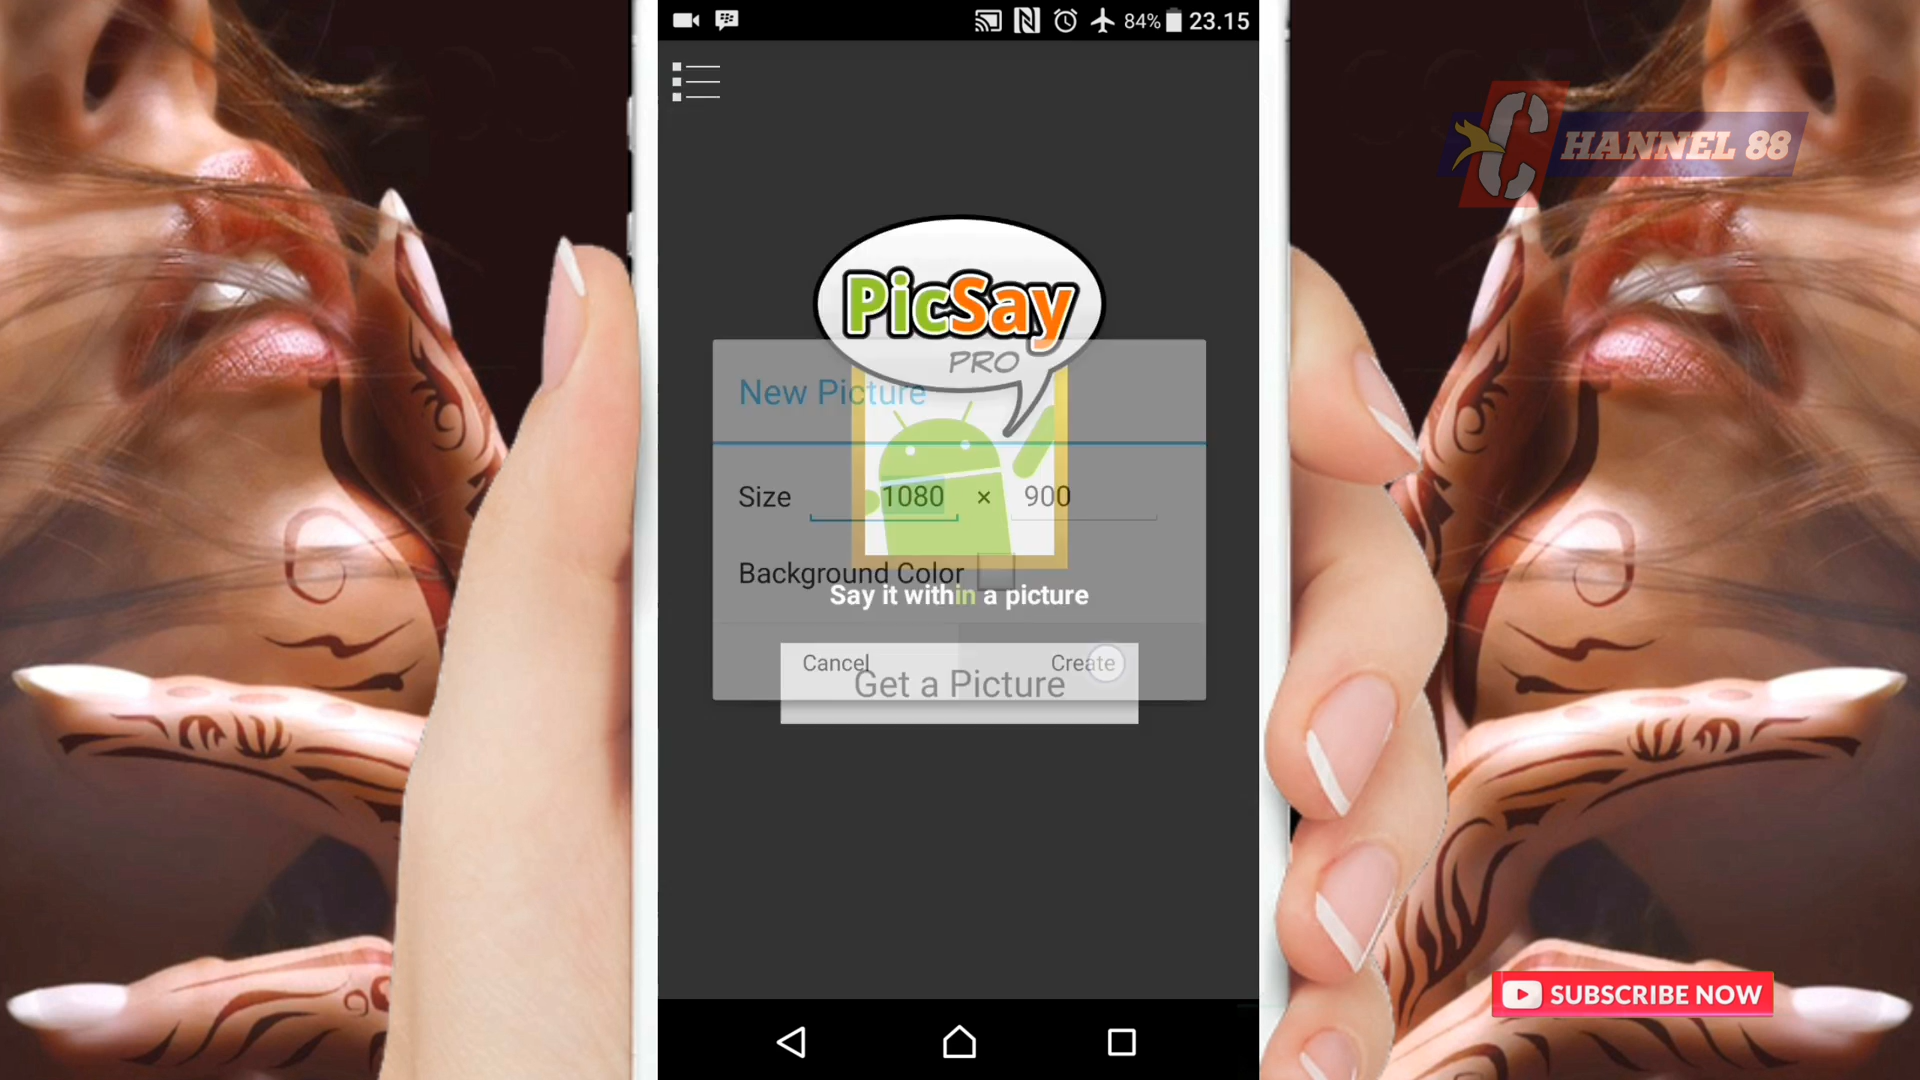 84% 23.15
CHANNEL 88
PicSay
PRO
New Picture
Size 1080 × 900
Background Color
Say it within a picture
Cancel Create
Get a Picture
SUBSCRIBE NOW